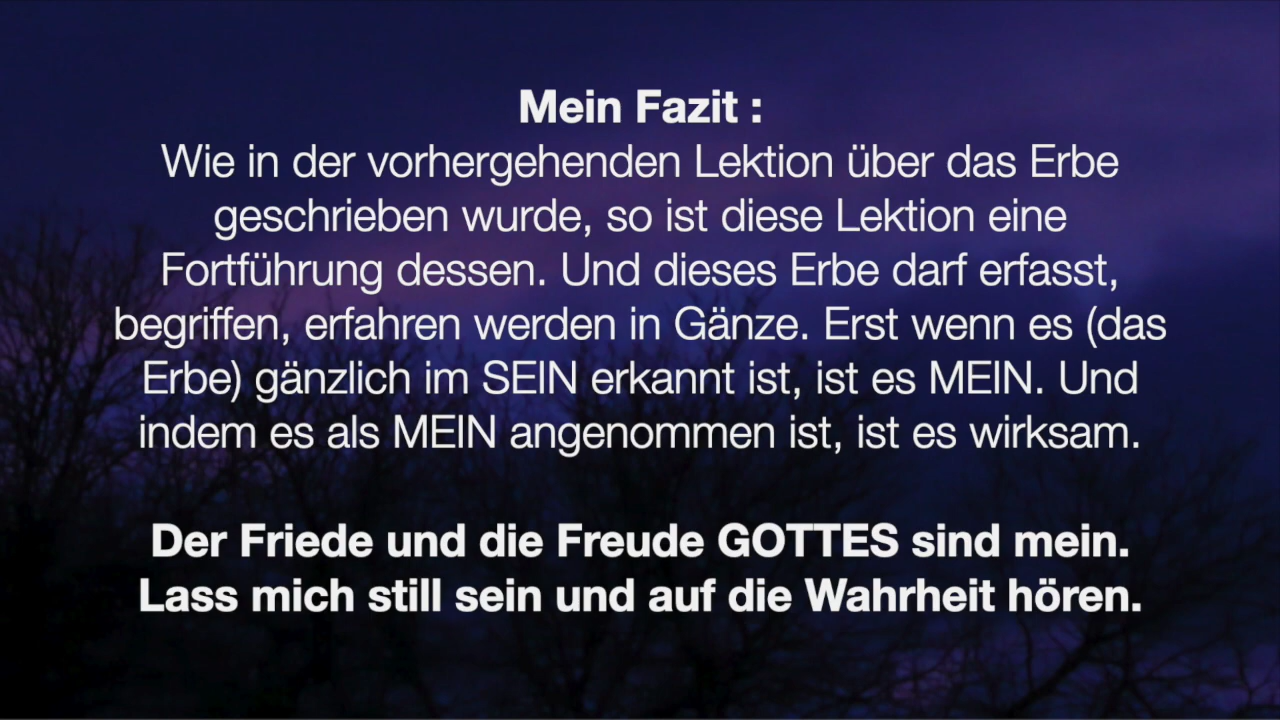 Mein Fazit :
Wie in der vorhergehenden Lektion über das Erbe
geschrieben wurde, so ist diese Lektion eine
Fortführung dessen. Und dieses Erbe darf erfasst,
begriffen, erfahren werden in Gänze. Erst wenn es (das
Erbe) gänzlich im SEIN erkannt ist, ist es MEIN. Und
indem es als MEIN angenommen ist, ist es wirksam.
Der Friede und die Freude GOTTES sind mein.
Lass mich still sein und auf die Wahrheit hören.